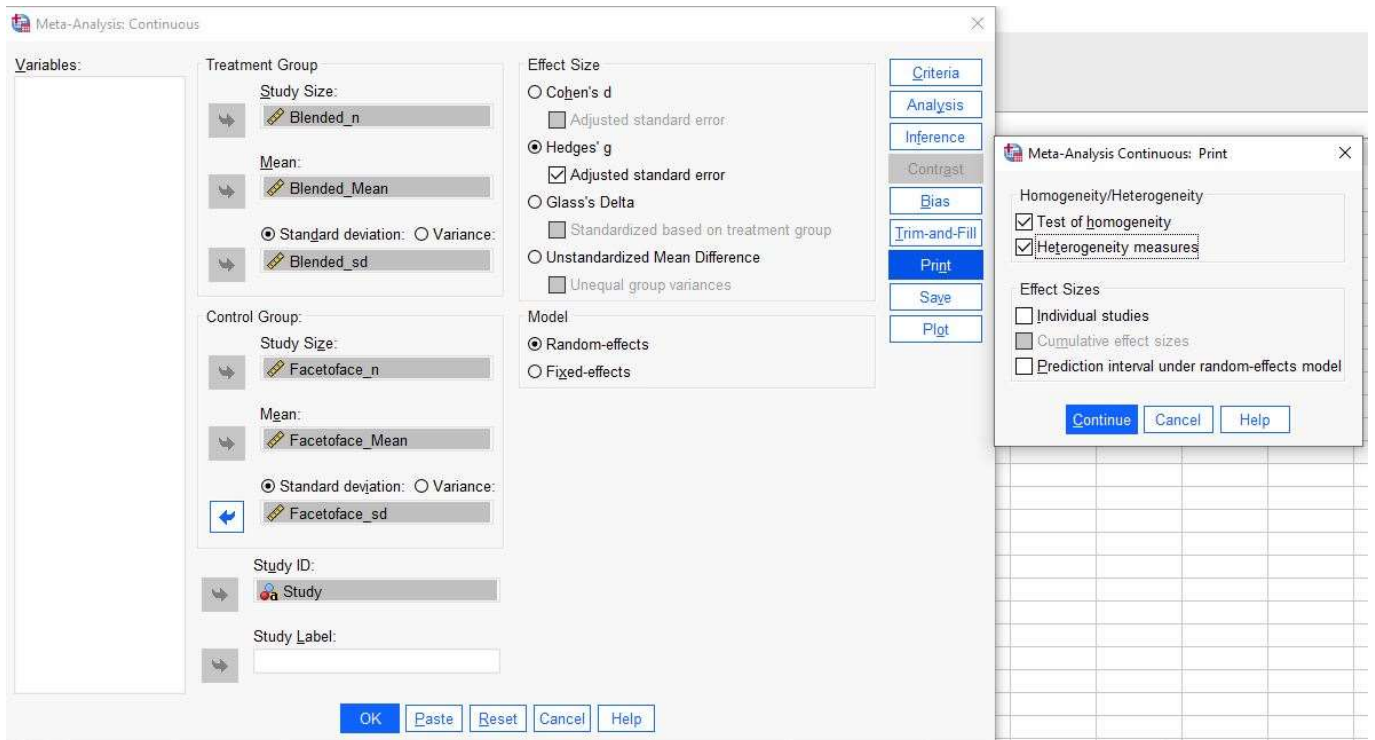 Meta-Analysis: Continuous
Variables:
Treatment Group
Study Size:
Blended_n
Mean:
Blended_Mean
Standard deviation: Variance:
Blended_sd
Control Group:
Study Size:
Facetoface_n
Mean:
Facetoface_Mean
Standard deviation: Variance:
Facetoface_sd
Study ID:
Study
Study Label:
Effect Size
Cohen's d
Adjusted standard error
Hedges' g
Adjusted standard error
Glass's Delta
Standardized based on treatment group
Unstandardized Mean Difference
Unequal group variances
Model
Random-effects
Fixed-effects
Criteria
Analysis
Inference
Contrast
Bias
Trim-and-Fill
Print
Save
Plot
OK Paste Reset Cancel Help
Meta-Analysis Continuous: Print
Homogeneity/Heterogeneity
Test of homogeneity
Heterogeneity measures
Effect Sizes
Individual studies
Cumulative effect sizes
Prediction interval under random-effects model
Continue Cancel Help